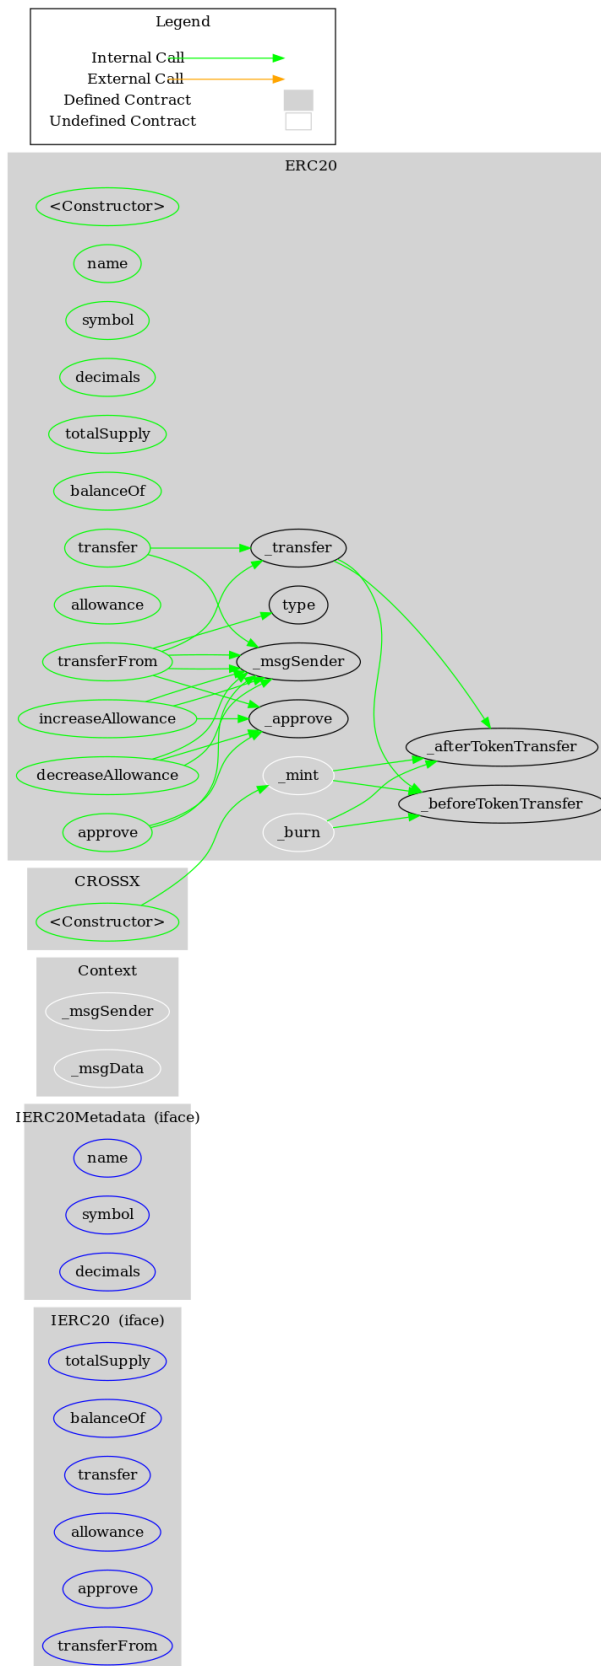 Legend
Internal Call
External Call
Defined Contract
Undefined Contract
ERC20
<Constructor>
name
symbol
decimals
totalSupply
balanceOf
transfer
_transfer
allowance
type
transferFrom
_msgSender
increaseAllowance
_approve
_afterTokenTransfer
decreaseAllowance
_mint
_beforeTokenTransfer
approve
_burn
CROSSX
<Constructor>
Context
_msgSender
_msgData
IERC20Metadata (iface)
name
symbol
decimals
IERC20 (iface)
totalSupply
balanceOf
transfer
allowance
approve
transferFrom